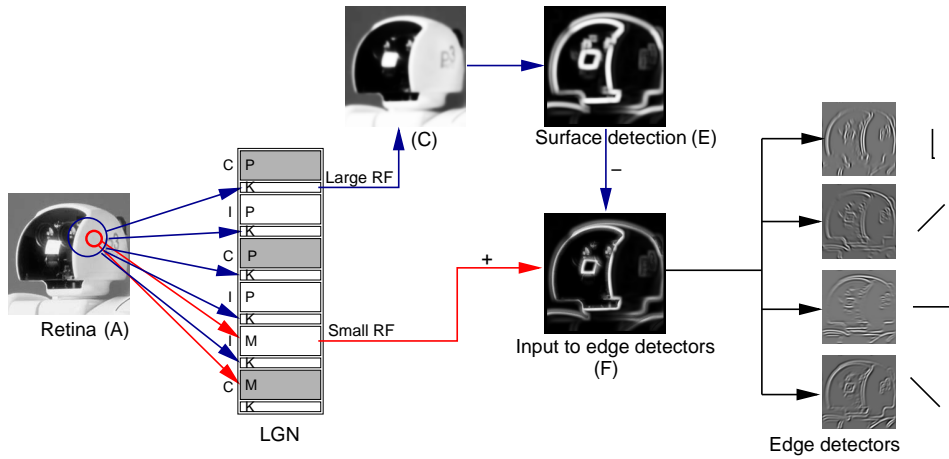 (C)
Surface detection (E)
C
P
K
Large RF
I
P
K
–
C
P
K
+
I
P
K
Retina (A)
I
M
Small RF
K
Input to edge detectors
(F)
C
M
K
LGN
Edge detectors